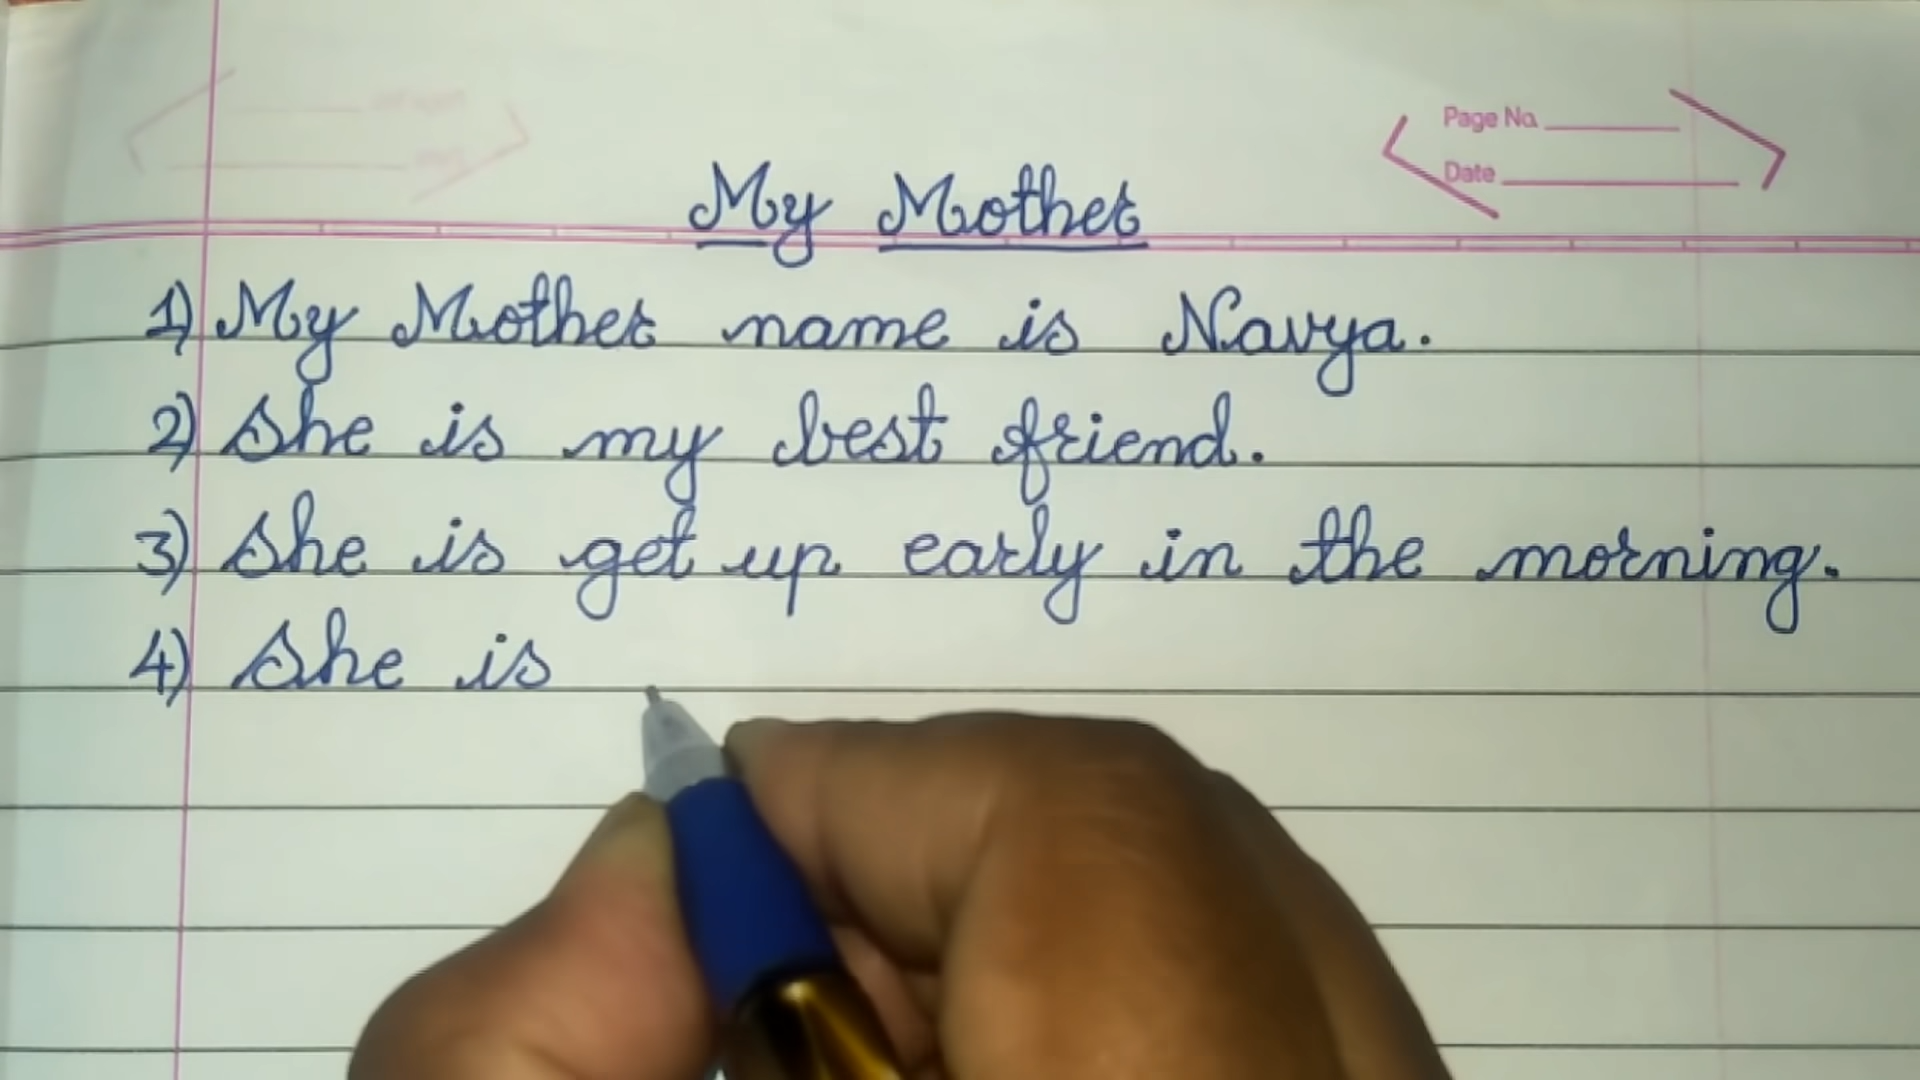 Page No.
Date
My Mother
1) My Mother name is Navya.
2) She is my best friend.
3) She is get up early in the morning.
4) She is